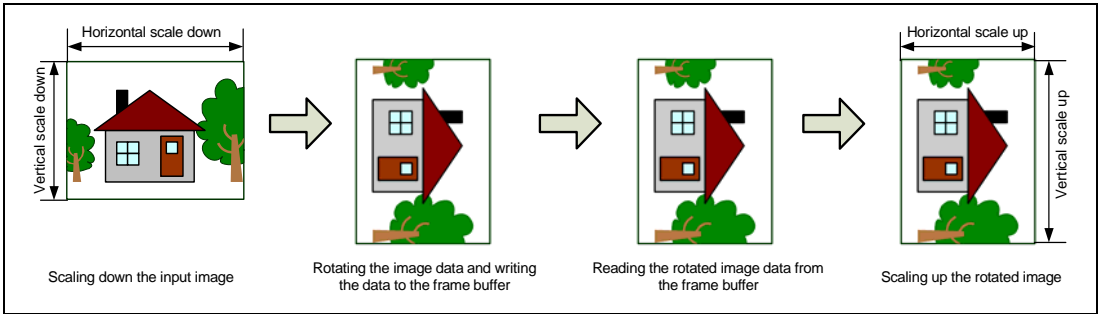 Horizontal scale down
Vertical scale down
Horizontal scale up
Vertical scale up
Scaling down the input image
Rotating the image data and writing
the data to the frame buffer
Reading the rotated image data from
the frame buffer
Scaling up the rotated image